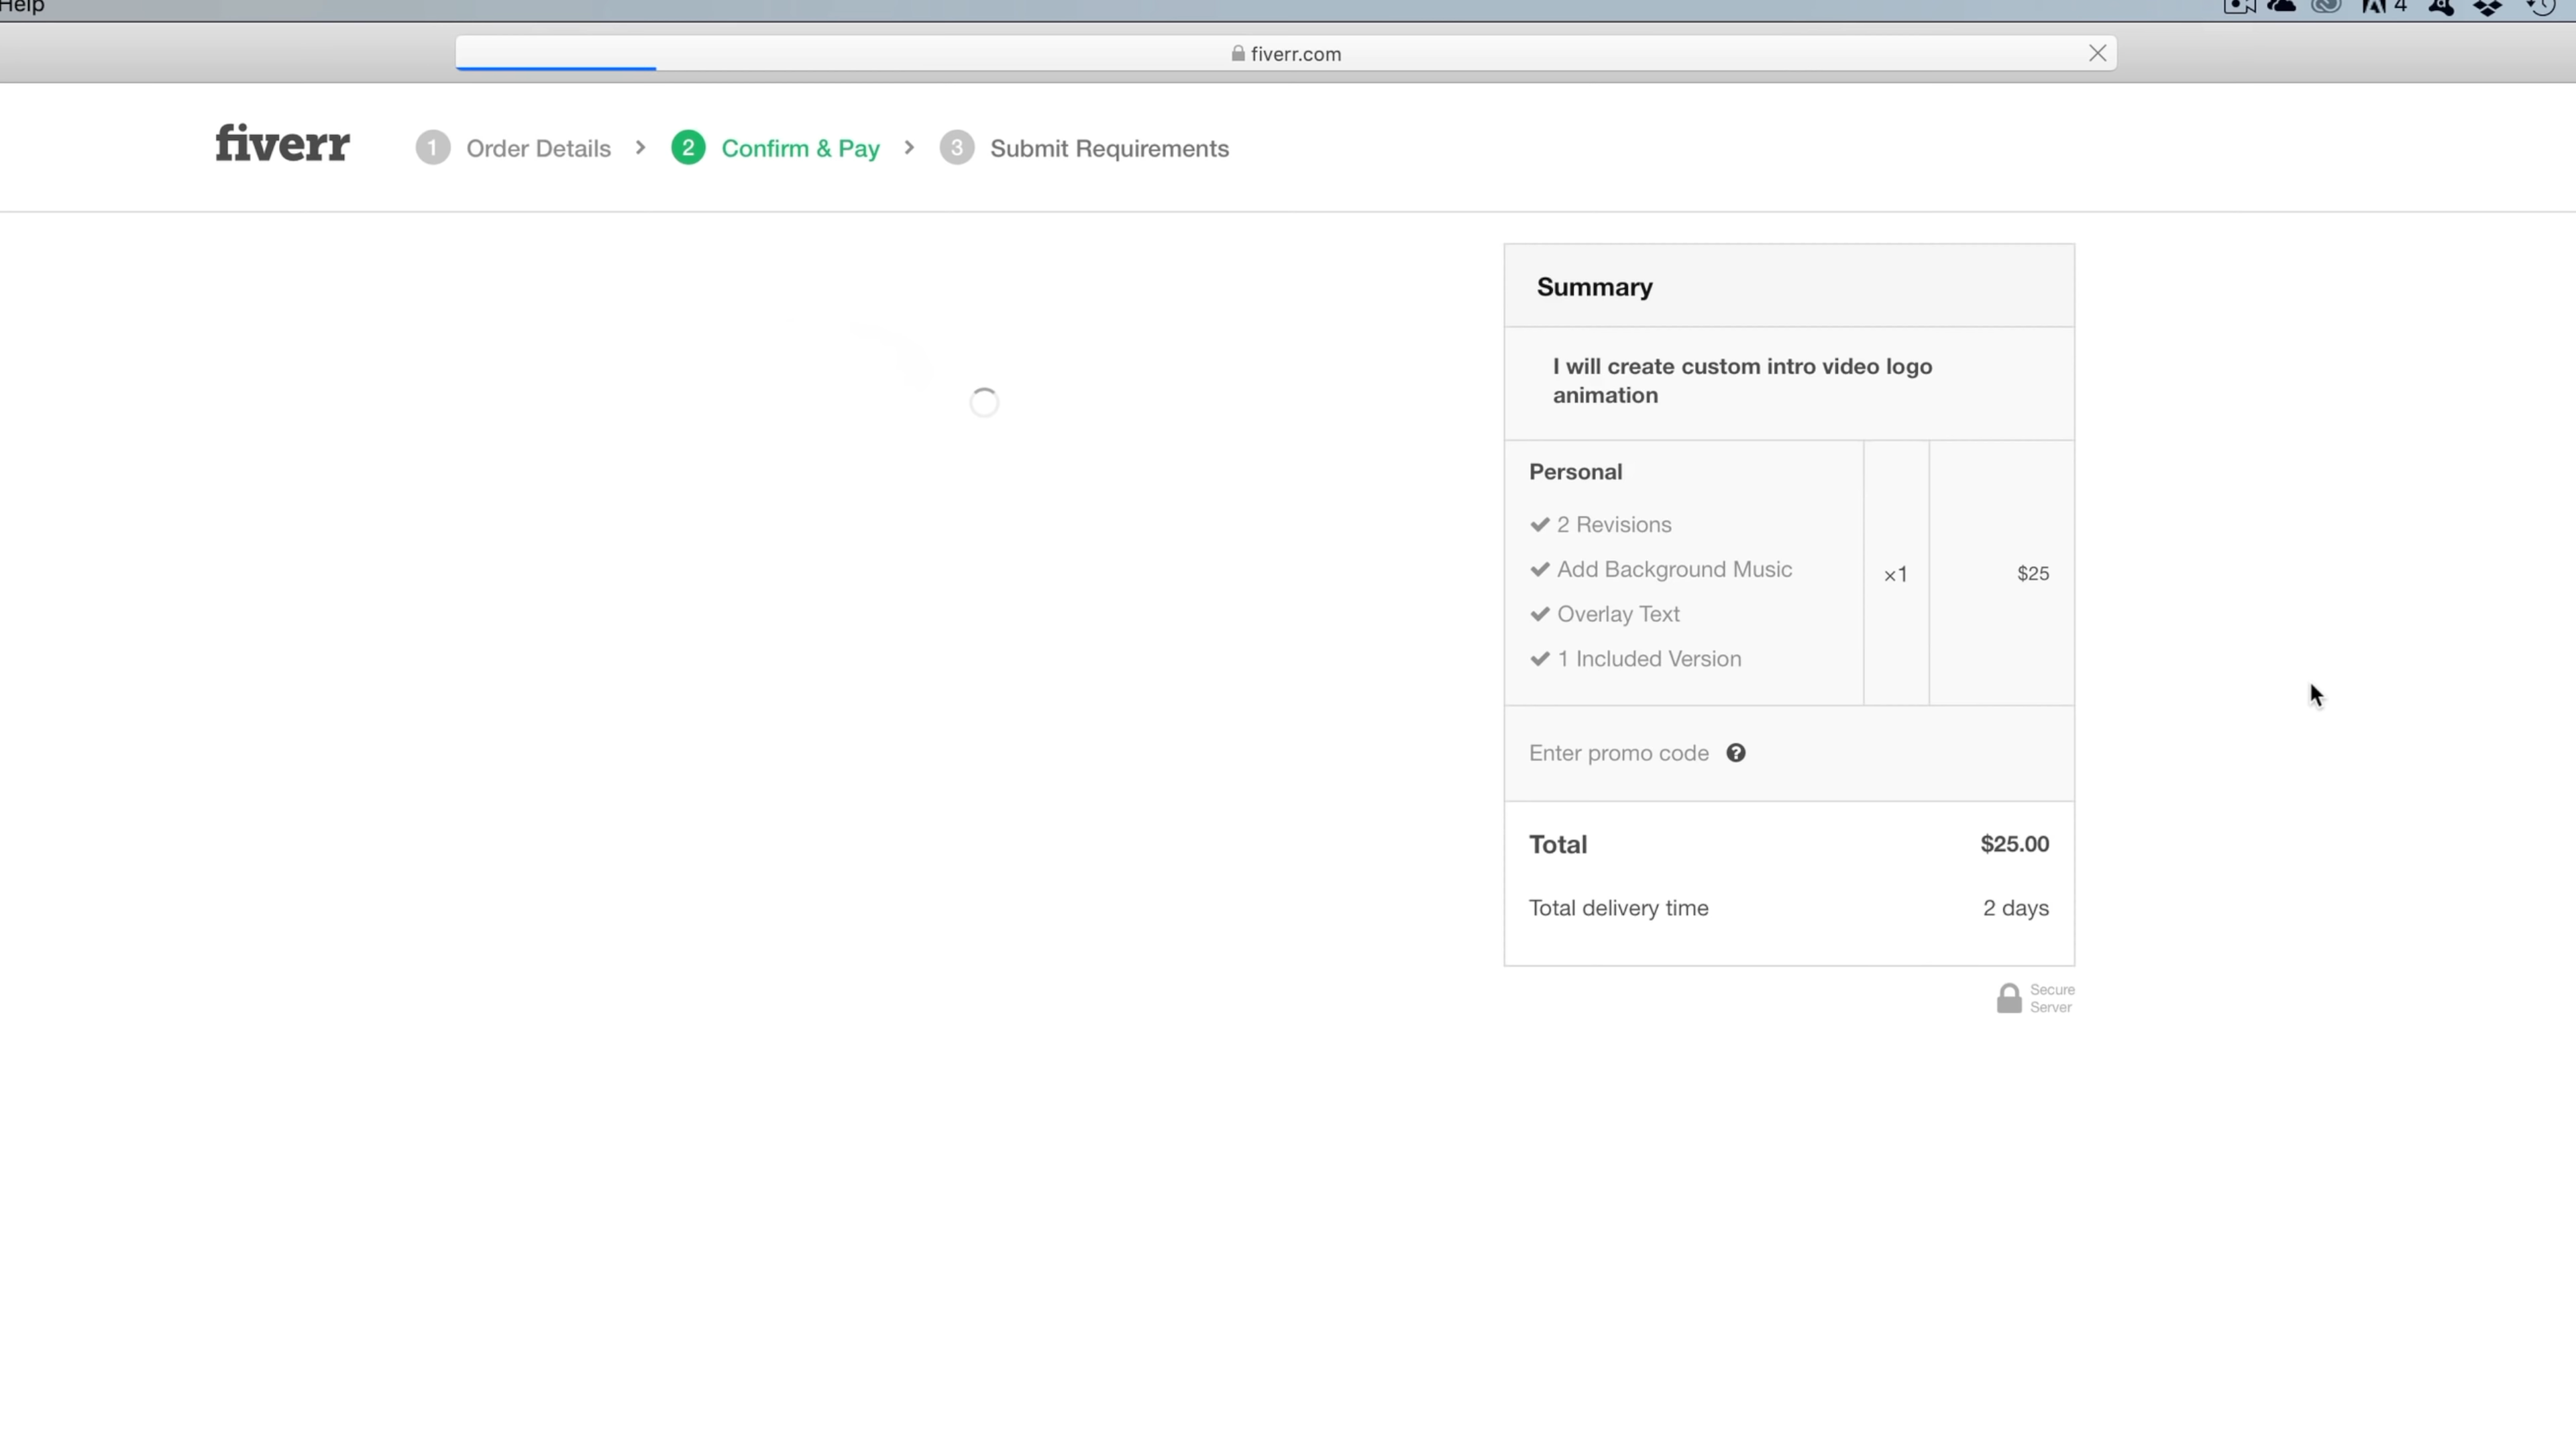 Help
4
fiverr.com
fiverr
1 Order Details > 2 Confirm & Pay > 3 Submit Requirements
Summary
I will create custom intro video logo
animation
Personal
2 Revisions
Add Background Music
Overlay Text
1 Included Version
×1
$25
Enter promo code ?
Total $25.00
Total delivery time 2 days
Secure
Server